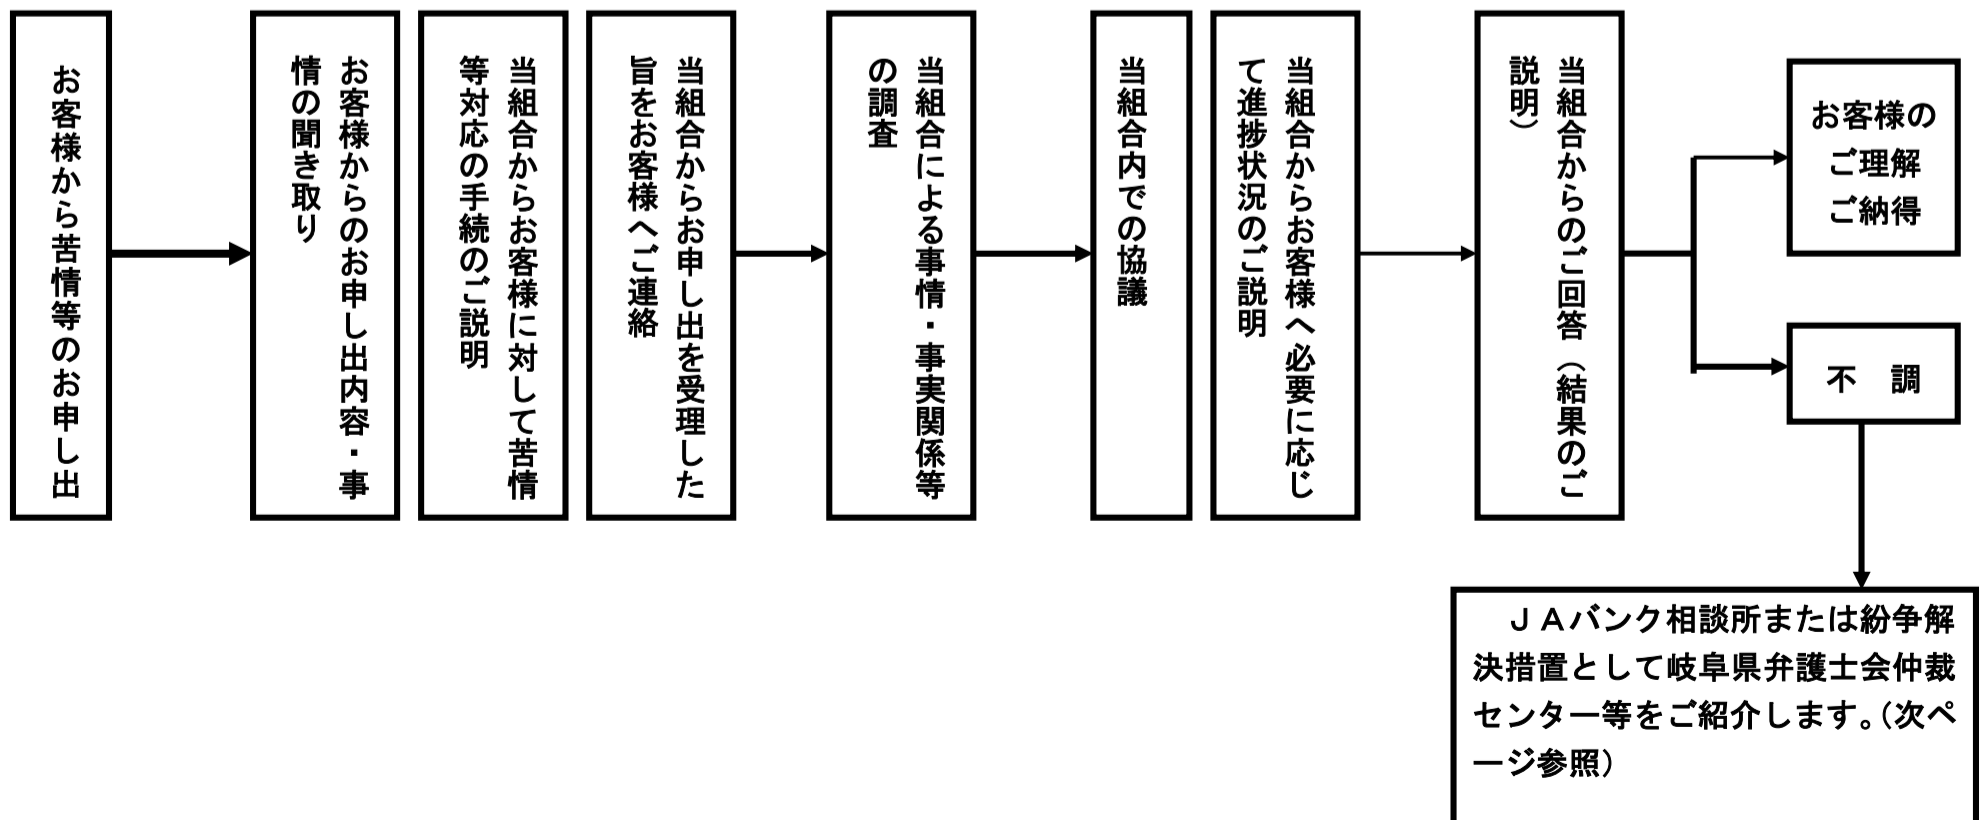 お客様から苦情等のお申し出
お客様からのお申し出内容・事
情の聞き取り
当組合からお客様に対して苦情
等対応の手続のご説明
当組合からお申し出を受理した
旨をお客様へご連絡
当組合による事情・事実関係等
の調査
当組合内での協議
当組合からお客様へ必要に応じ
て進捗状況のご説明
当組合からのご回答（結果のご
説明）
お客様の
ご理解
ご納得
不　調
ＪＡバンク相談所または紛争解
決措置として岐阜県弁護士会仲裁
センター等をご紹介します。（次ペ
ージ参照）